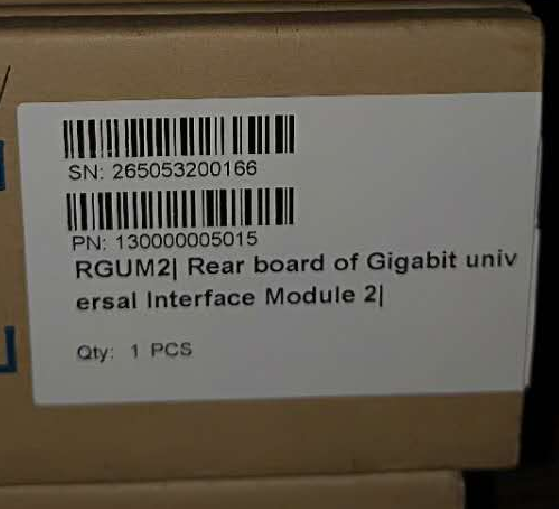 SN: 265053200166
PN: 130000005015
RGUM2| Rear board of Gigabit univ
ersal Interface Module 2|
Qty: 1 PCS